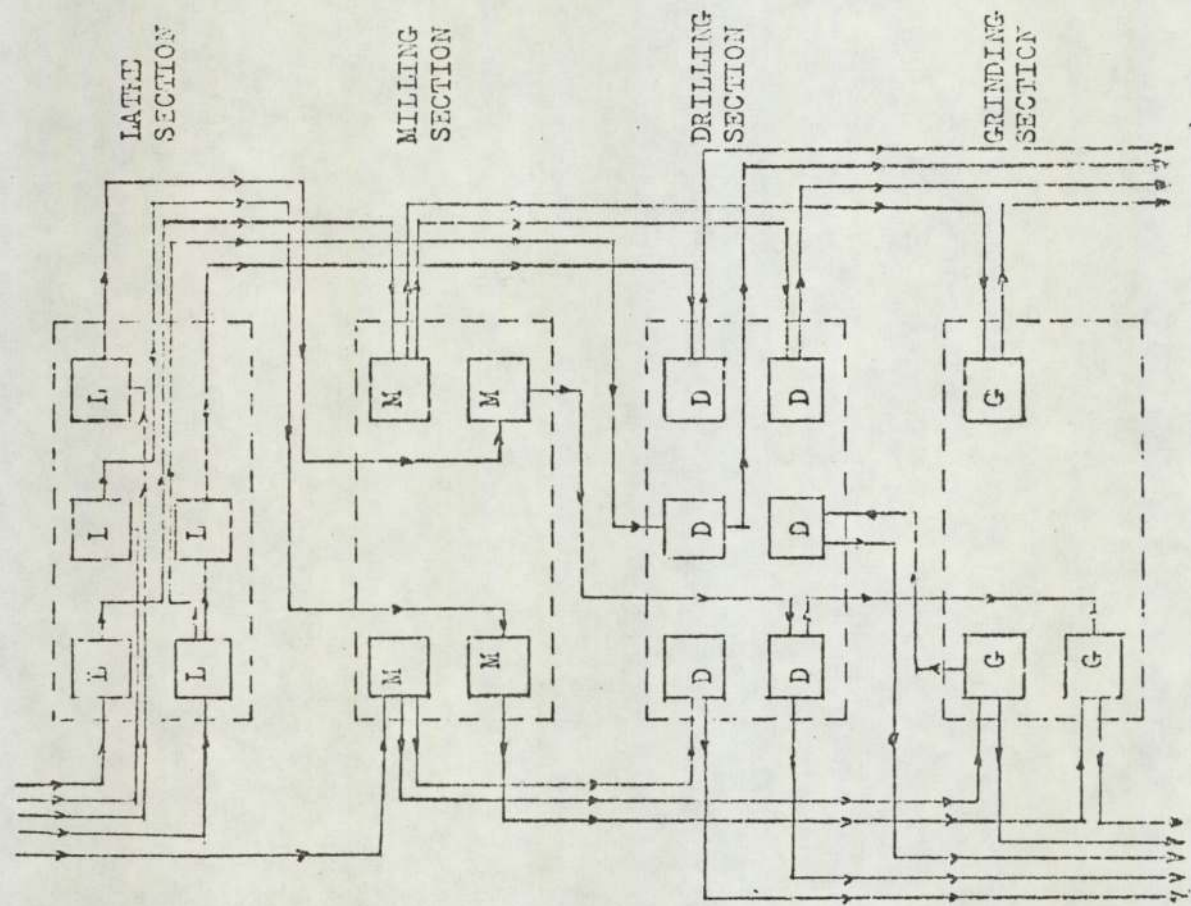 LATHE
SECTION
L
L
L
L
L
MILLING
SECTION
M
M
M
M
DRILLING
SECTION
D
D
D
D
D
D
GRINDING
SECTION
G
G
G